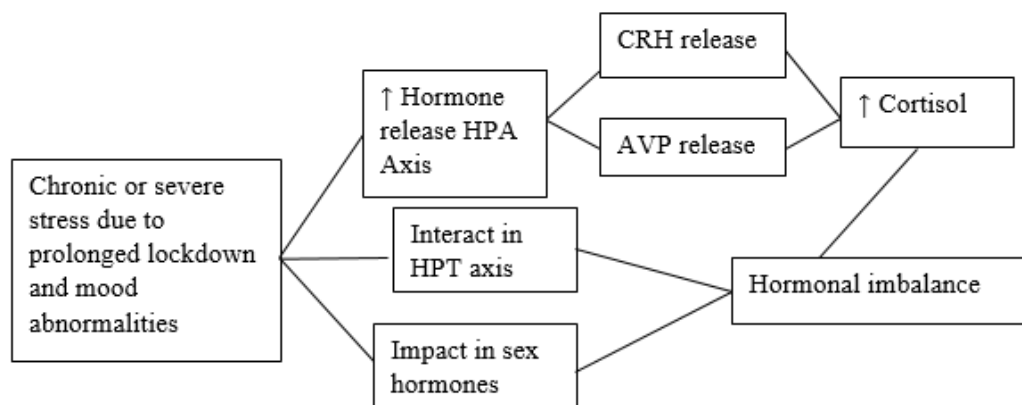 Chronic or severe
stress due to
prolonged lockdown
and mood
abnormalities
↑ Hormone
release HPA
Axis
Interact in
HPT axis
Impact in sex
hormones
CRH release
AVP release
↑ Cortisol
Hormonal imbalance